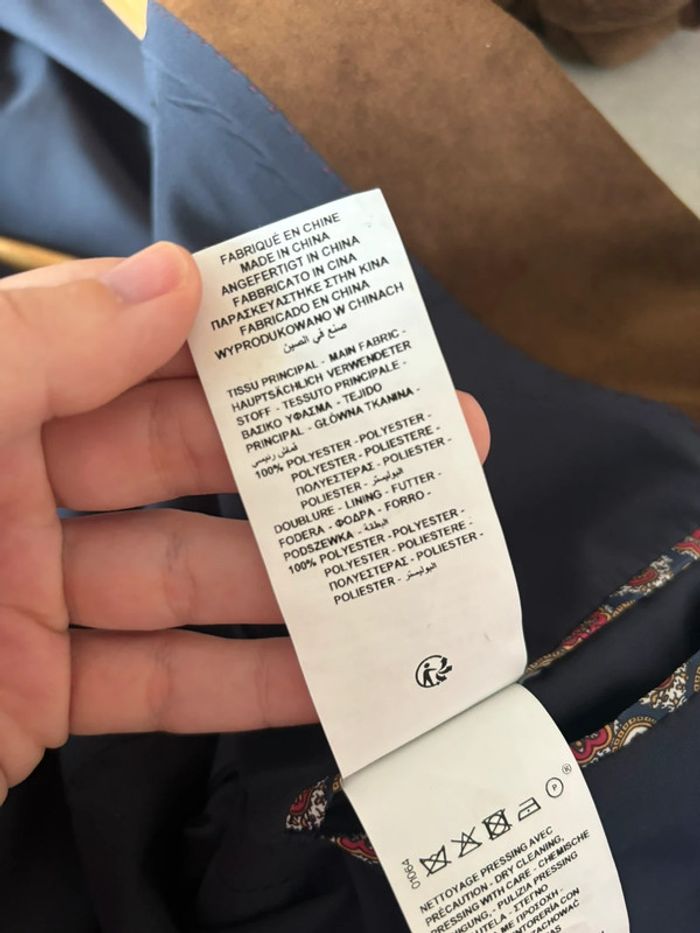 FABRIQUÉ EN CHINE
MADE IN CHINA
ANGEFERTIGT IN CHINA
FABBRICATO IN CINA
ΠΑΡΑΣΚΕΥΑΣΤΗΚΕ ΣΤΗΝ ΚΙΝΑ
FABRICADO EN CHINA
WYPRODUKOWANO W CHINACH
صنع في الصين
TISSU PRINCIPAL - MAIN FABRIC -
HAUPTSÄCHLICH VERWENDETER
STOFF - TESSUTO PRINCIPALE -
ΒΑΣΙΚΟ ΥΦΑΣΜΑ - TEJIDO
PRINCIPAL - GŁÓWNA TKANINA -
قماش رئيسي
100% POLYESTER -POLYESTER -
POLYESTER - POLIESTERE -
ΠΟΛΥΕΣΤΕΡΑΣ - POLIESTER -
POLIESTER - البوليستر
DOUBLURE - LINING - FUTTER -
FODERA - ΦΟΔΡΑ - FORRO -
PODSZEWKA - البطانة
100% POLYESTER -POLYESTER -
POLYESTER - POLIESTERE -
ΠΟΛΥΕΣΤΕΡΑΣ - POLIESTER -
POLIESTER - البوليستر
P
R
01064
NETTOYAGE PRESSING AVEC
PRÉCAUTION - DRY CLEANING,
PRESSING WITH CARE - CHEMISCHE
PULIZIA PRESSING
ΣΤΕΓΝΟ
ΜΕ ΠΡΟΣΟΧΗ -
CON